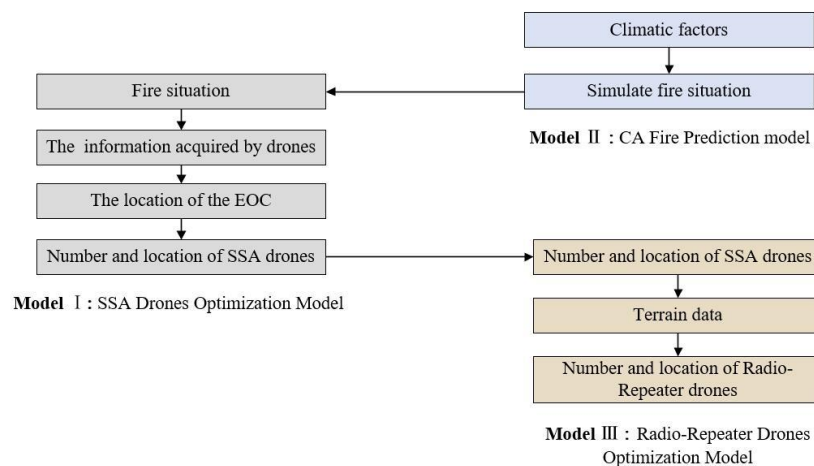 Climatic factors
Simulate fire situation
Model Ⅱ : CA Fire Prediction model
Fire situation
The information acquired by drones
The location of the EOC
Number and location of SSA drones
Model Ⅰ : SSA Drones Optimization Model
Number and location of SSA drones
Terrain data
Number and location of Radio-
Repeater drones
Model Ⅲ : Radio-Repeater Drones
Optimization Model